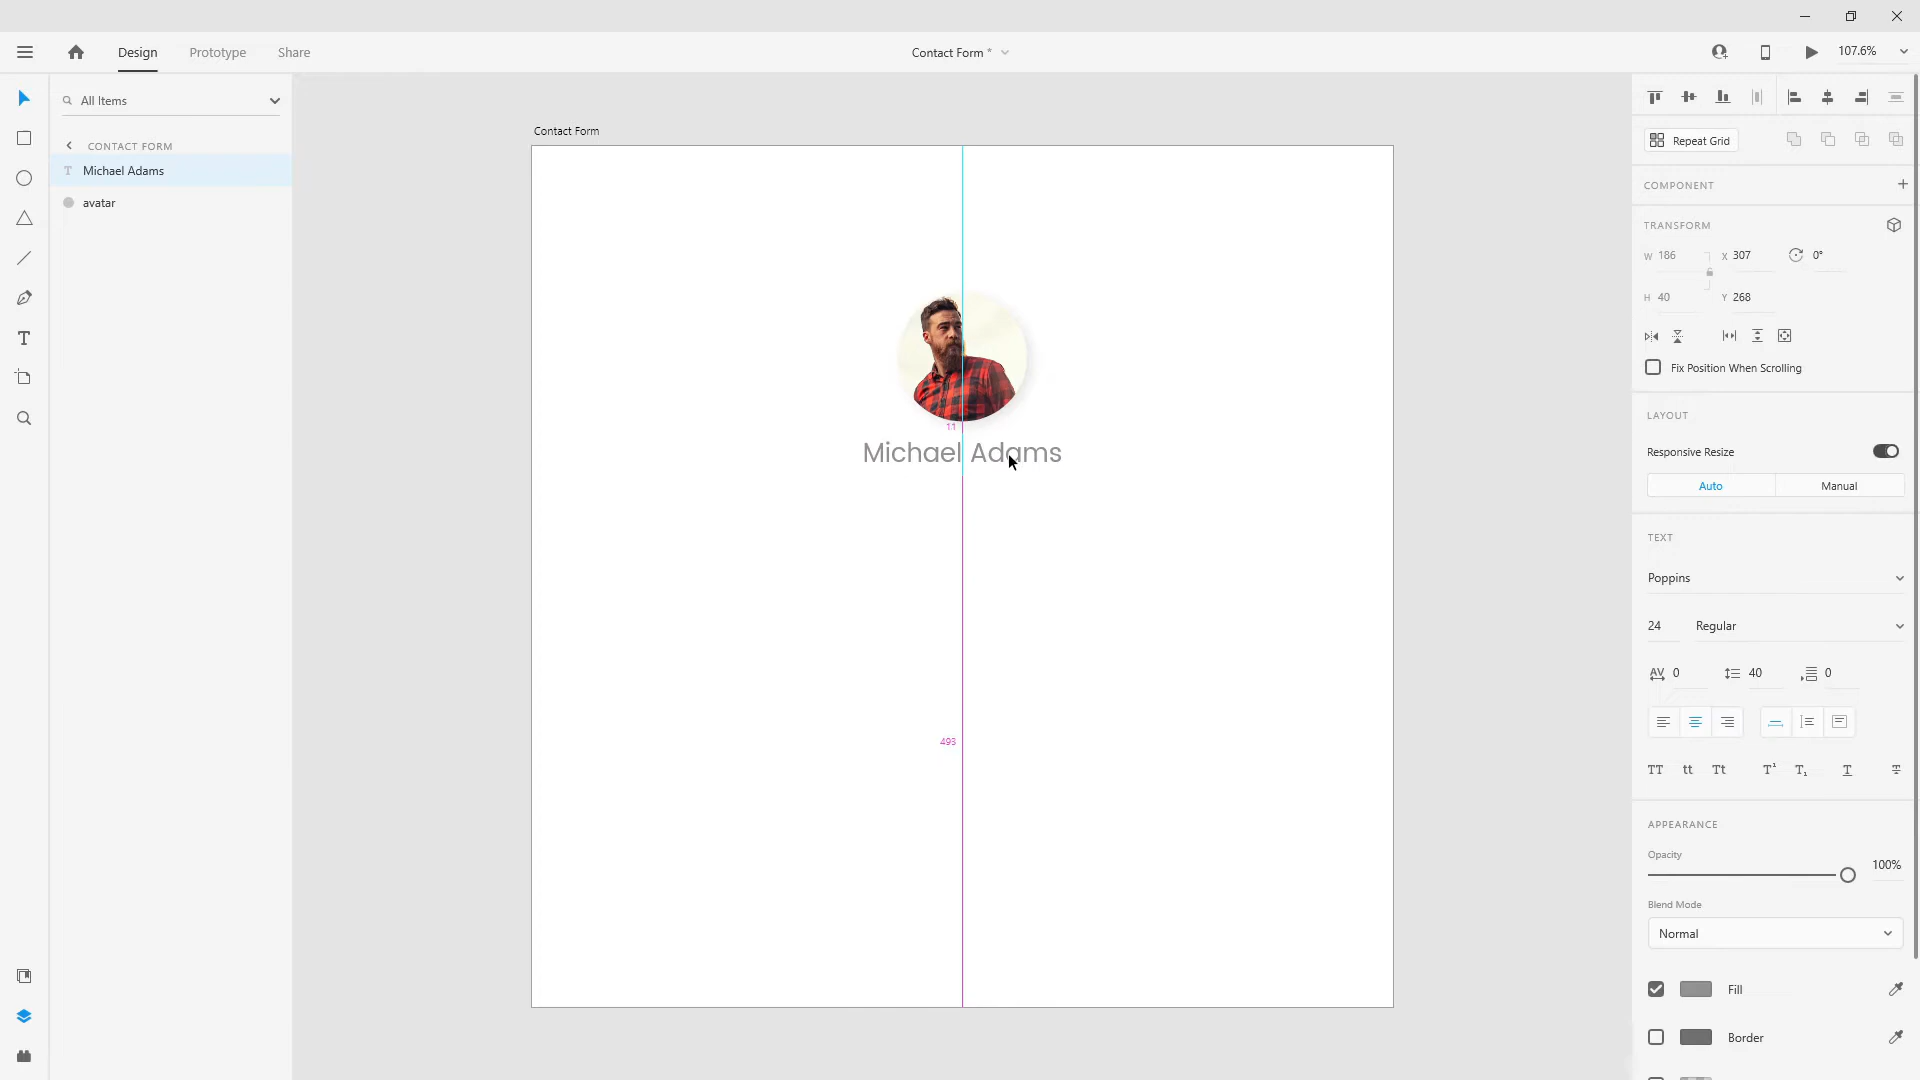 Design
Prototype
Share
Contact Form *
107.6%
All Items
CONTACT FORM
Michael Adams
avatar
Contact Form
11
Michael Adams
493
Repeat Grid
COMPONENT
TRANSFORM
W 186
X 307
0°
H 40
Y 268
Fix Position When Scrolling
LAYOUT
Responsive Resize
Auto
Manual
TEXT
Poppins
24
Regular
AV 0
40
0
TT
tt
Tt
T¹
T₁
T
T
APPEARANCE
Opacity
100%
Blend Mode
Normal
Fill
Border